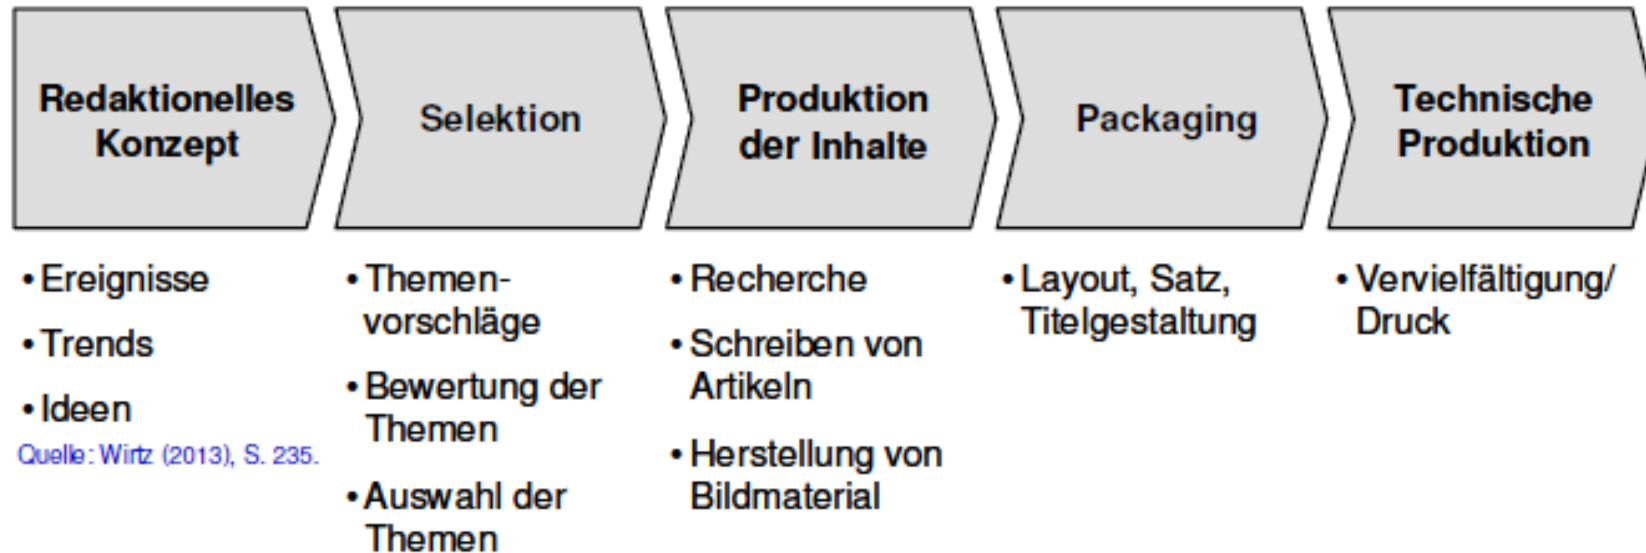 Redaktionelles
Konzept
Selektion
Produktion
der Inhalte
Packaging
Technische
Produktion
• Ereignisse
• Trends
• Ideen
Quelle: Wirtz (2013), S. 235.
• Themen-
vorschläge
• Bewertung der
Themen
• Auswahl der
Themen
• Recherche
• Schreiben von
Artikeln
• Herstellung von
Bildmaterial
• Layout, Satz,
Titelgestaltung
• Vervielfältigung/
Druck